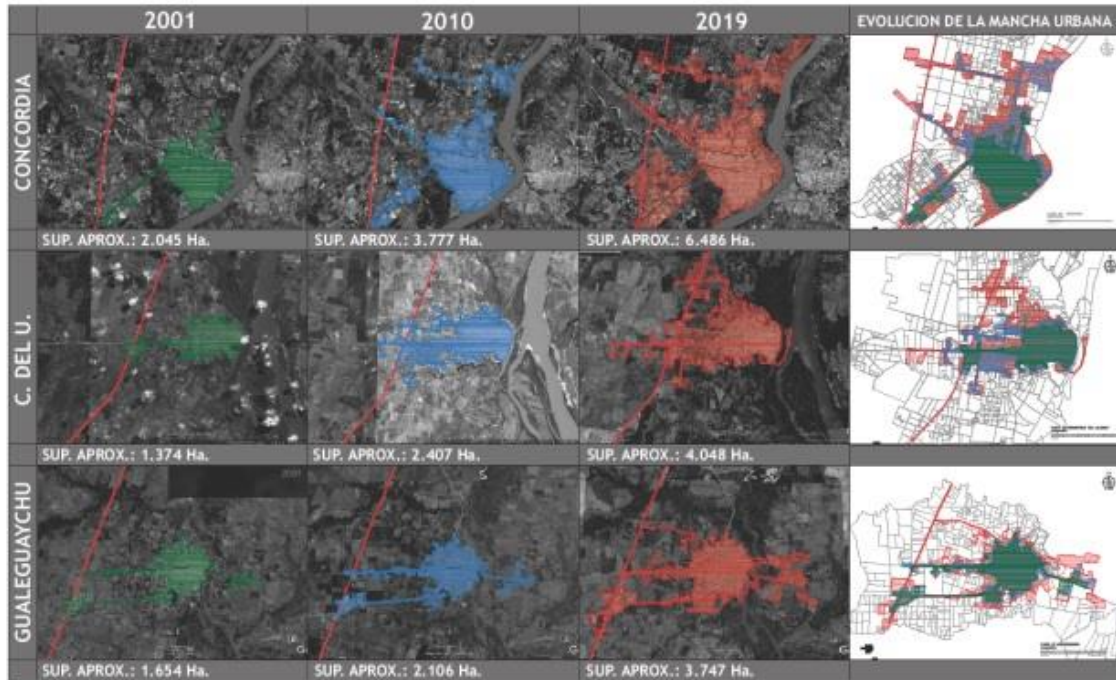 2001
2010
2019
EVOLUCION DE LA MANCHA URBANA
CONCORDIA
SUP. APROX.: 2.045 Ha.
SUP. APROX.: 3.777 Ha.
SUP. APROX.: 6.486 Ha.
C. DEL U.
SUP. APROX.: 1.374 Ha.
SUP. APROX.: 2.407 Ha.
SUP. APROX.: 4.048 Ha.
GUALEGUAYCHU
SUP. APROX.: 1.654 Ha.
SUP. APROX.: 2.106 Ha.
SUP. APROX.: 3.747 Ha.